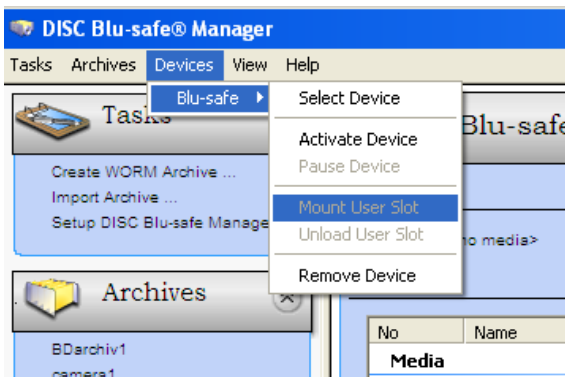 DISC Blu-safe® Manager
Tasks Archives Devices View Help
Blu-safe
Select Device
Activate Device
Pause Device
Mount User Slot
Unload User Slot
Remove Device
Tasks
Create WORM Archive ...
Import Archive ...
Setup DISC Blu-safe Manage
Archives
BDarchiv1
camera1
Blu-safe
no media>
No Name
Media